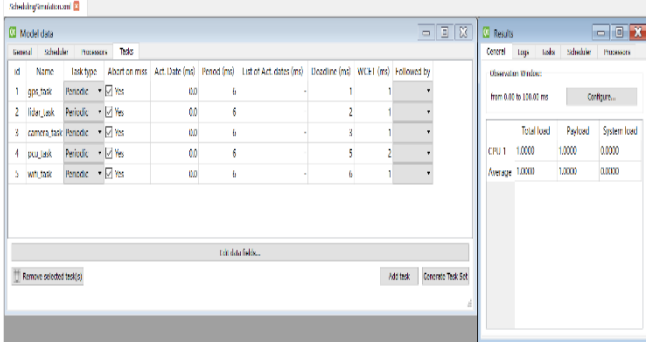 SchedulingSimulation.xml
Model data
General Scheduler Processors Tasks
id Name Task type Abort on miss Act. Date (ms) Period (ms) List of Act. dates (ms) Deadline (ms) WCET (ms) Followed by
1 gps_task Periodic Yes 0.0 6 - 1 1
2 lidar_task Periodic Yes 0.0 6 - 2 1
3 camera_task Periodic Yes 0.0 6 - 3 1
4 pcu_task Periodic Yes 0.0 6 - 5 2
5 wifi_task Periodic Yes 0.0 6 - 6 1
Edit data fields...
Remove selected task(s) Add task Generate Task Set
Results
General Logs Tasks Scheduler Processors
Observation Window:
from 0.00 to 100.00 ms Configure...
Total load Payload System load
CPU 1 1.0000 1.0000 0.0000
Average 1.0000 1.0000 0.0000